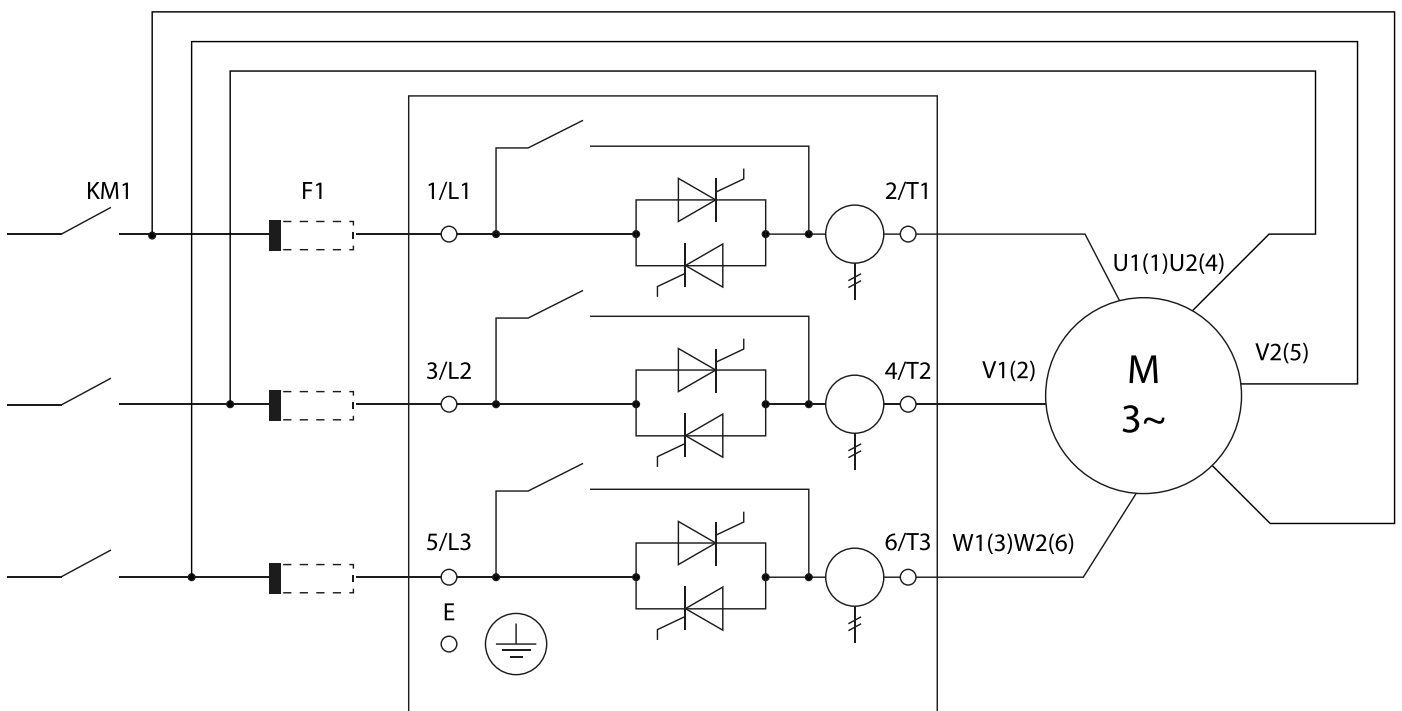 KM1
F1
1/L1
2/T1
U1(1)U2(4)
3/L2
4/T2
V1(2)
V2(5)
M
3~
5/L3
6/T3
W1(3)W2(6)
E